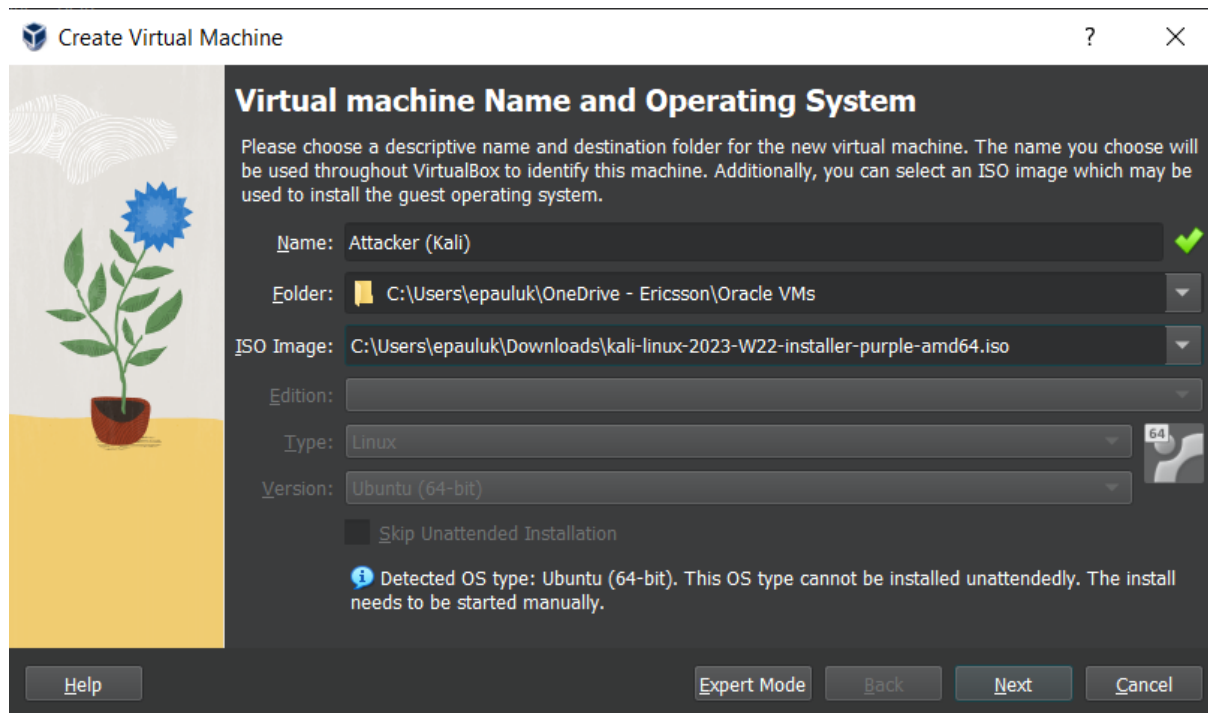 Create Virtual Machine
?
Virtual machine Name and Operating System
Please choose a descriptive name and destination folder for the new virtual machine. The name you choose will
be used throughout VirtualBox to identify this machine. Additionally, you can select an ISO image which may be
used to install the guest operating system.
Name: Attacker (Kali)
Folder: C:\Users\epauluk\OneDrive - Ericsson\Oracle VMs
ISO Image: C:\Users\epauluk\Downloads\kali-linux-2023-W22-installer-purple-amd64.iso
Edition:
Type: Linux
64
Version: Ubuntu (64-bit)
Skip Unattended Installation
Detected OS type: Ubuntu (64-bit). This OS type cannot be installed unattendedly. The install
needs to be started manually.
Help Expert Mode Back Next Cancel